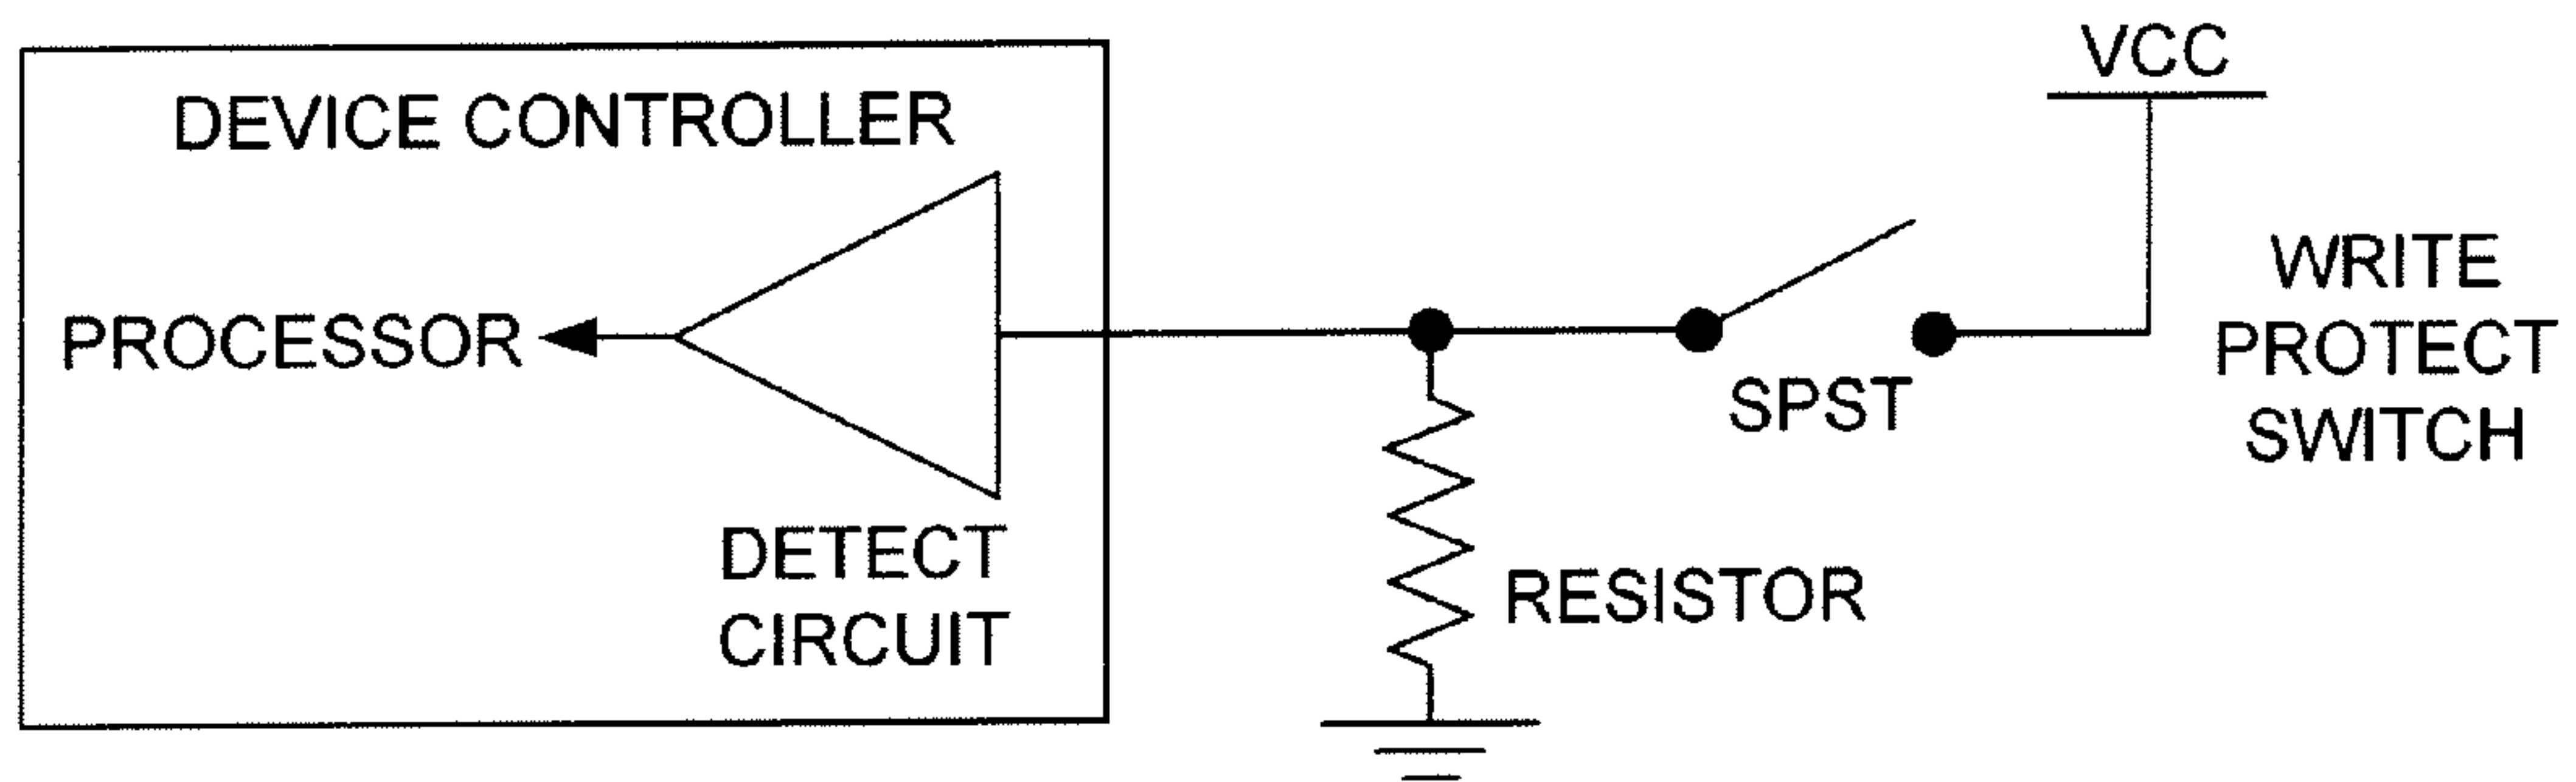 VCC
DEVICE CONTROLLER
WRITE
PROTECT
SWITCH
PROCESSOR
SPST
DETECT
CIRCUIT
RESISTOR